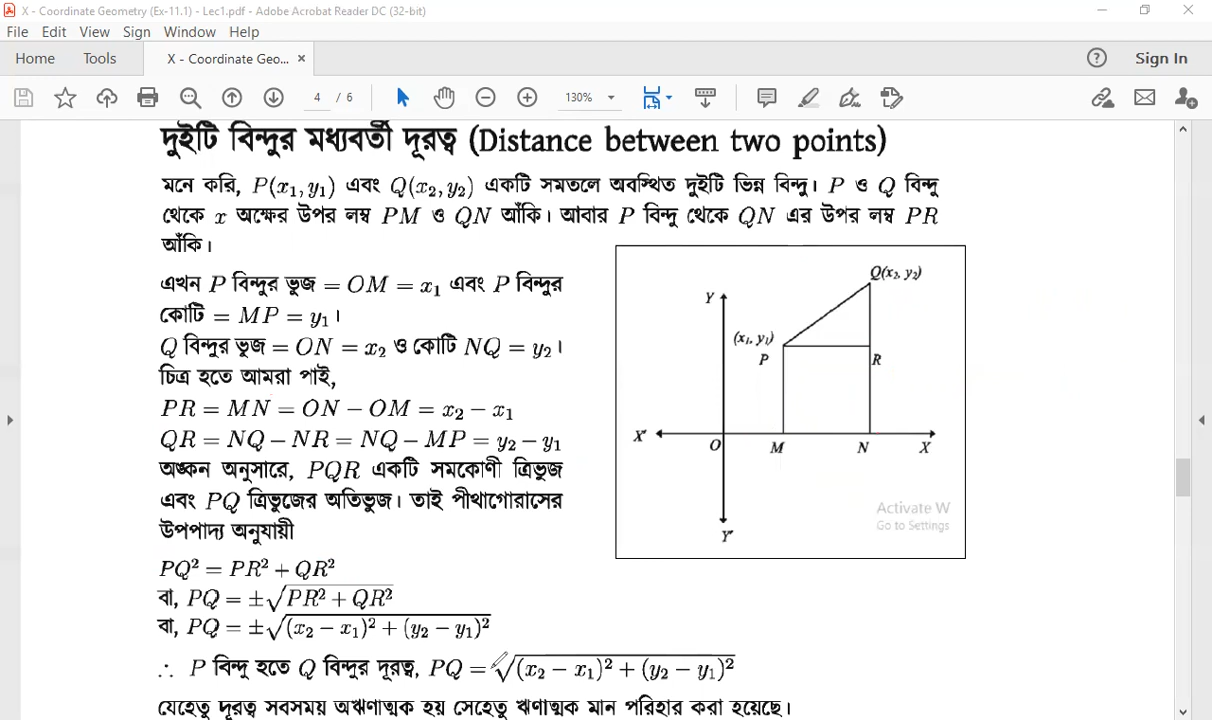 X - Coordinate Geometry (Ex-11.1) - Lec1.pdf - Adobe Acrobat Reader DC (32-bit)
File Edit View Sign Window Help
Home Tools X - Coordinate Geo... × Sign In
4 / 6 130%
দুইটি বিন্দুর মধ্যবর্তী দূরত্ব (Distance between two points)
মনে করি, P(x₁, y₁) এবং Q(x₂, y₂) একটি সমতলে অবস্থিত দুইটি ভিন্ন বিন্দু। P ও Q বিন্দু
থেকে x অক্ষের উপর লম্ব PM ও QN আঁকি। আবার P বিন্দু থেকে QN এর উপর লম্ব PR
আঁকি।
এখন P বিন্দুর ভুজ = OM = x₁ এবং P বিন্দুর
কোটি = MP = y₁।
Q বিন্দুর ভুজ = ON = x₂ ও কোটি NQ = y₂।
চিত্র হতে আমরা পাই,
PR = MN = ON − OM = x₂ − x₁
QR = NQ − NR = NQ − MP = y₂ − y₁
অঙ্কন অনুসারে, PQR একটি সমকোণী ত্রিভুজ
এবং PQ ত্রিভুজের অতিভুজ। তাই পীথাগোরাসের
উপপাদ্য অনুযায়ী
PQ² = PR² + QR²
বা, PQ = ±√(PR² + QR²)
বা, PQ = ±√((x₂ − x₁)² + (y₂ − y₁)²)
∴ P বিন্দু হতে Q বিন্দুর দূরত্ব, PQ = √((x₂ − x₁)² + (y₂ − y₁)²)
যেহেতু দূরত্ব সবসময় অঋণাত্মক হয় সেহেতু ঋণাত্মক মান পরিহার করা হয়েছে।
Q(x₂, y₂)
Y
(x₁, y₁)
P R
X' O M N X
Y'
Activate W
Go to Settings